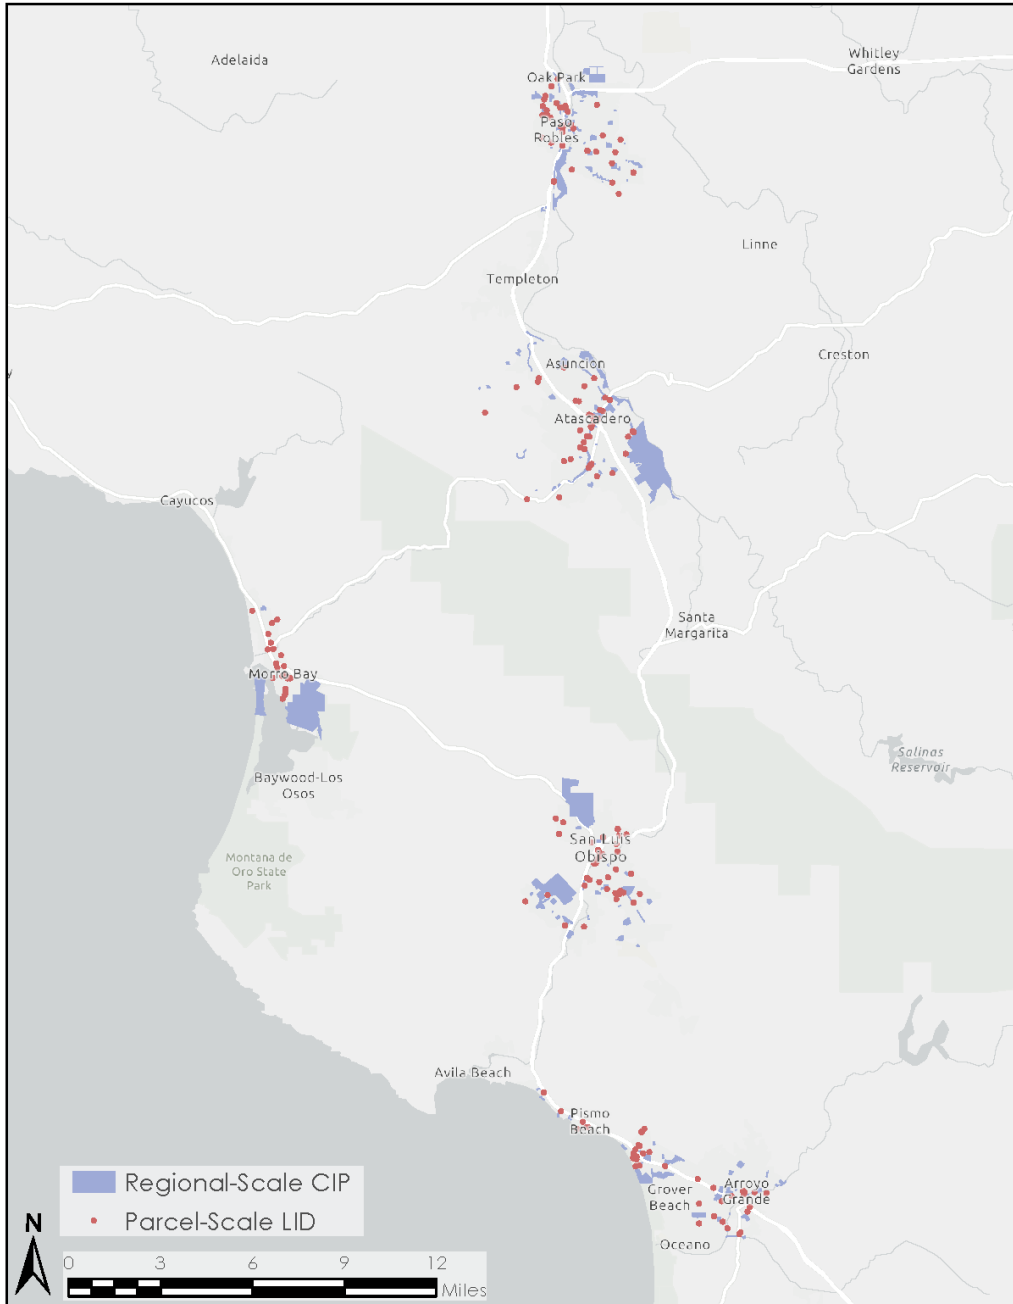 Adelaida
Whitley
Gardens
Oak Park
Paso
Robles
Linne
Templeton
Creston
Asuncion
Atascadero
Cayucos
Santa
Margarita
Morro Bay
Salinas
Reservoir
Baywood-Los
Osos
San Luis
Obispo
Montana de
Oro State
Park
Avila Beach
Pismo
Beach
Arroyo
Grande
Grover
Beach
Oceano
Regional-Scale CIP
Parcel-Scale LID
N
0 3 6 9 12
Miles